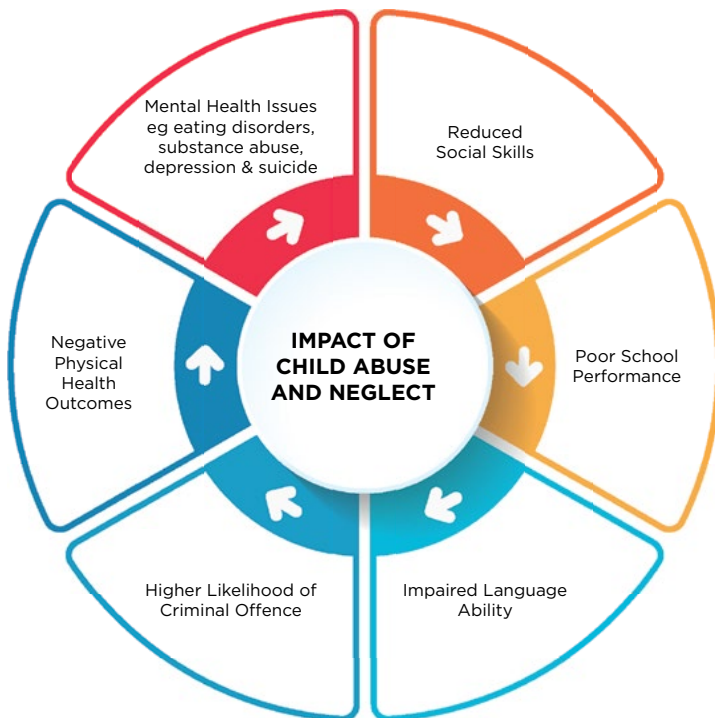 Mental Health Issues
eg eating disorders,
substance abuse,
depression & suicide
Reduced
Social Skills
Poor School
Performance
Impaired Language
Ability
Higher Likelihood of
Criminal Offence
Negative
Physical
Health
Outcomes
IMPACT OF
CHILD ABUSE
AND NEGLECT